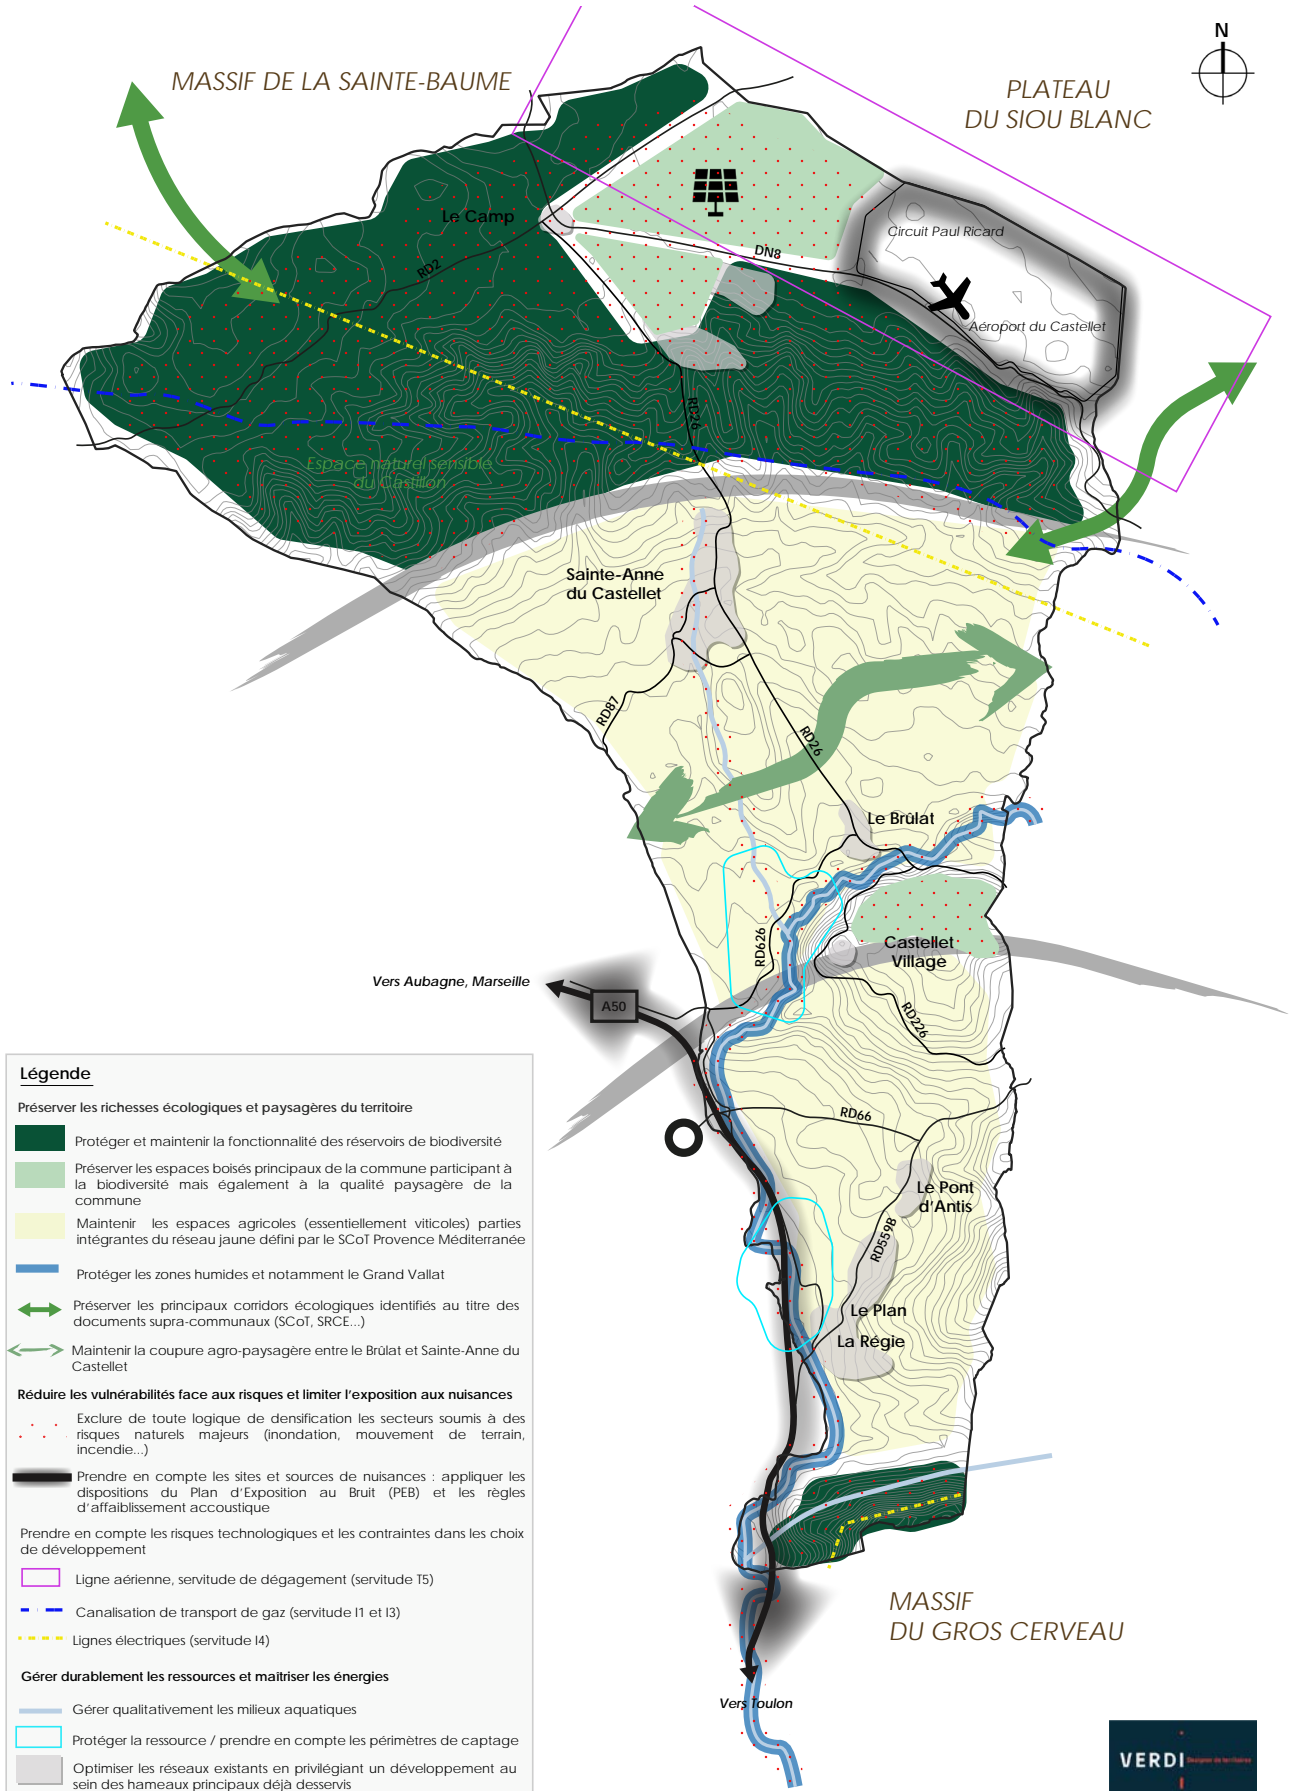 N
MASSIF DE LA SAINTE-BAUME
PLATEAU
DU SIOU BLANC
Le Camp
Circuit Paul Ricard
DN8
RD2
Aéroport du Castellet
RD26
Espace naturel sensible
du Castillon
Sainte-Anne
du Castellet
RD87
RD26
Le Brûlat
RD626
Castellet
Village
Vers Aubagne, Marseille
A50
RD226
RD66
Le Pont
d'Antis
RD559B
Le Plan
La Régie
MASSIF
DU GROS CERVEAU
Vers Toulon
Légende
Préserver les richesses écologiques et paysagères du territoire
Protéger et maintenir la fonctionnalité des réservoirs de biodiversité
Préserver les espaces boisés principaux de la commune participant à
la biodiversité mais également à la qualité paysagère de la
commune
Maintenir les espaces agricoles (essentiellement viticoles) parties
intégrantes du réseau jaune défini par le SCoT Provence Méditerranée
Protéger les zones humides et notamment le Grand Vallat
Préserver les principaux corridors écologiques identifiés au titre des
documents supra-communaux (SCoT, SRCE...)
Maintenir la coupure agro-paysagère entre le Brûlat et Sainte-Anne du
Castellet
Réduire les vulnérabilités face aux risques et limiter l'exposition aux nuisances
Exclure de toute logique de densification les secteurs soumis à des
risques naturels majeurs (inondation, mouvement de terrain,
incendie...)
Prendre en compte les sites et sources de nuisances : appliquer les
dispositions du Plan d'Exposition au Bruit (PEB) et les règles
d'affaiblissement accoustique
Prendre en compte les risques technologiques et les contraintes dans les choix
de développement
Ligne aérienne, servitude de dégagement (servitude T5)
Canalisation de transport de gaz (servitude I1 et I3)
Lignes électriques (servitude I4)
Gérer durablement les ressources et maîtriser les énergies
Gérer qualitativement les milieux aquatiques
Protéger la ressource / prendre en compte les périmètres de captage
Optimiser les réseaux existants en privilégiant un développement au
sein des hameaux principaux déjà desservis
VERDI
Designer de territoires